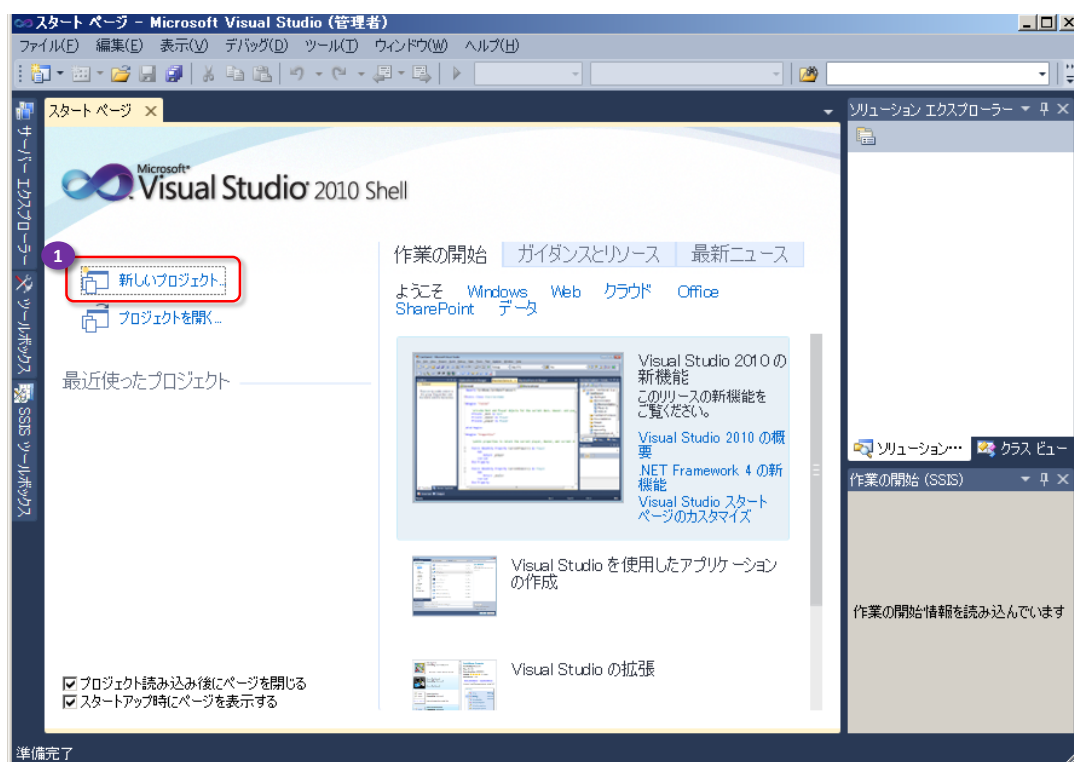 スタート ページ - Microsoft Visual Studio (管理者)
ファイル(F) 編集(E) 表示(V) デバッグ(D) ツール(T) ウィンドウ(W) ヘルプ(H)
サーバー エクスプローラー
ツールボックス
SSIS ツールボックス
スタート ページ
Microsoft
Visual Studio 2010 Shell
1
新しいプロジェクト...
プロジェクトを開く...
最近使ったプロジェクト
プロジェクト読み込み後にページを閉じる
スタートアップ時にページを表示する
作業の開始 ガイダンスとリソース 最新ニュース
ようこそ Windows Web クラウド Office
SharePoint データ
Visual Studio 2010 の
新機能
このリリースの新機能を
ご覧ください。
Visual Studio 2010 の概
要
.NET Framework 4 の新
機能
Visual Studio スタート
ページのカスタマイズ
Visual Studio を使用したアプリケーション
の作成
Visual Studio の拡張
ソリューション エクスプローラー
ソリューション… クラス ビュー
作業の開始 (SSIS)
作業の開始情報を読み込んでいます
準備完了